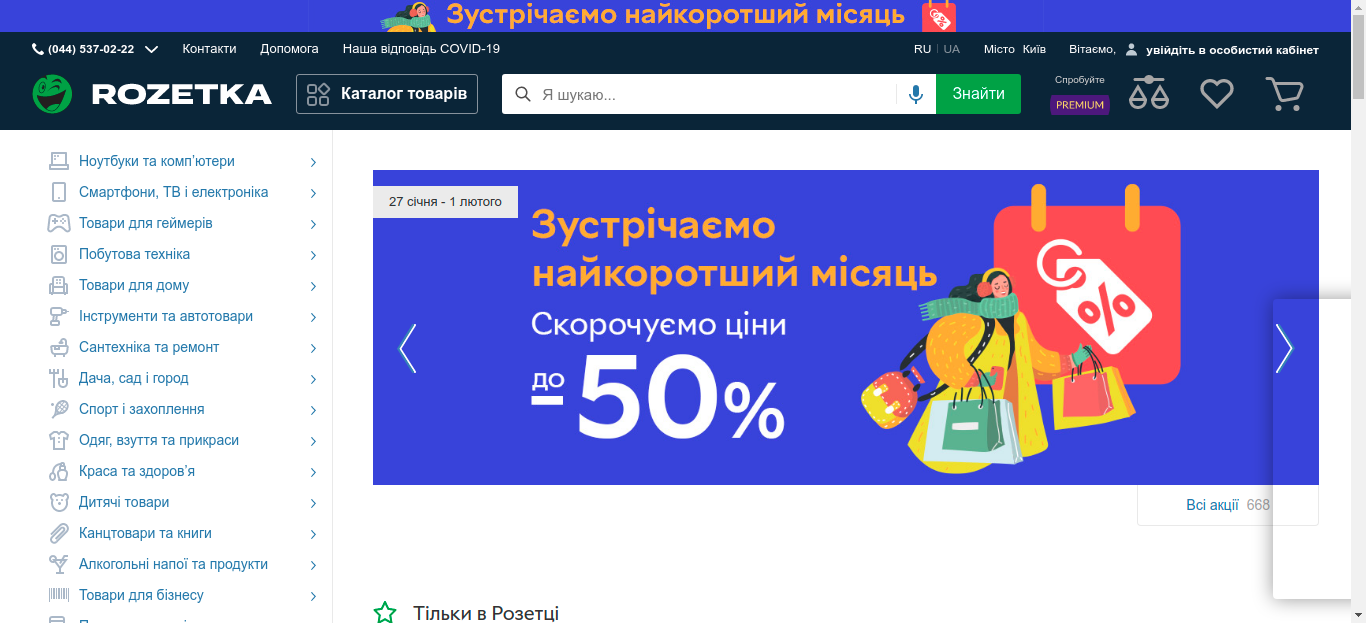 Зустрічаємо найкоротший місяць
(044) 537-02-22 Контакти Допомога Наша відповідь COVID-19 RU | UA Місто Київ Вітаємо, увійдіть в особистий кабінет
ROZETKA Каталог товарів Я шукаю... Знайти Спробуйте
PREMIUM
Ноутбуки та комп’ютери
Смартфони, ТВ і електроніка
Товари для геймерів
Побутова техніка
Товари для дому
Інструменти та автотовари
Сантехніка та ремонт
Дача, сад і город
Спорт і захоплення
Одяг, взуття та прикраси
Краса та здоров’я
Дитячі товари
Канцтовари та книги
Алкогольні напої та продукти
Товари для бізнесу
27 січня - 1 лютого
Зустрічаємо
найкоротший місяць
Скорочуємо ціни
до
-50%
%
Всі акції 668
Тільки в Розетці